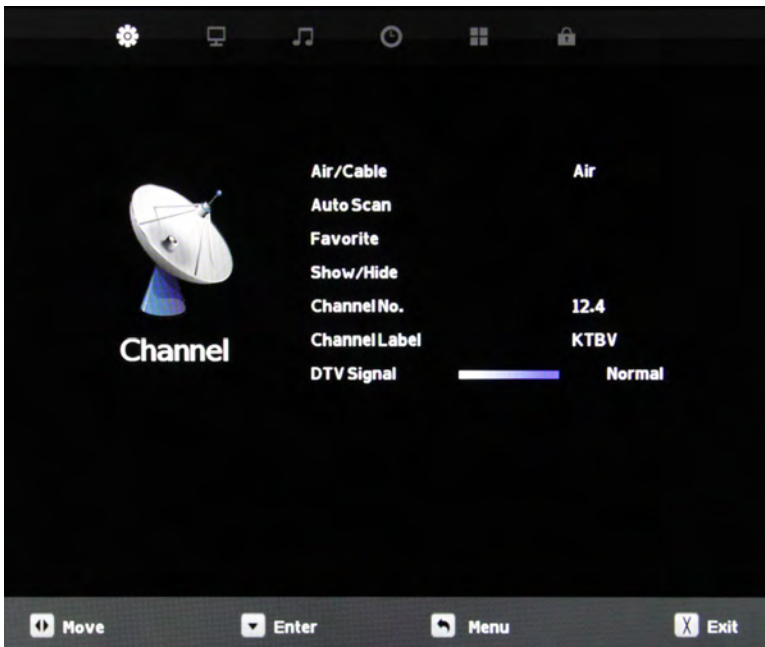 Air/Cable Air
Auto Scan
Favorite
Show/Hide
Channel No. 12.4
Channel Label KTBV
DTV Signal Normal
Channel
Move Enter Menu X Exit